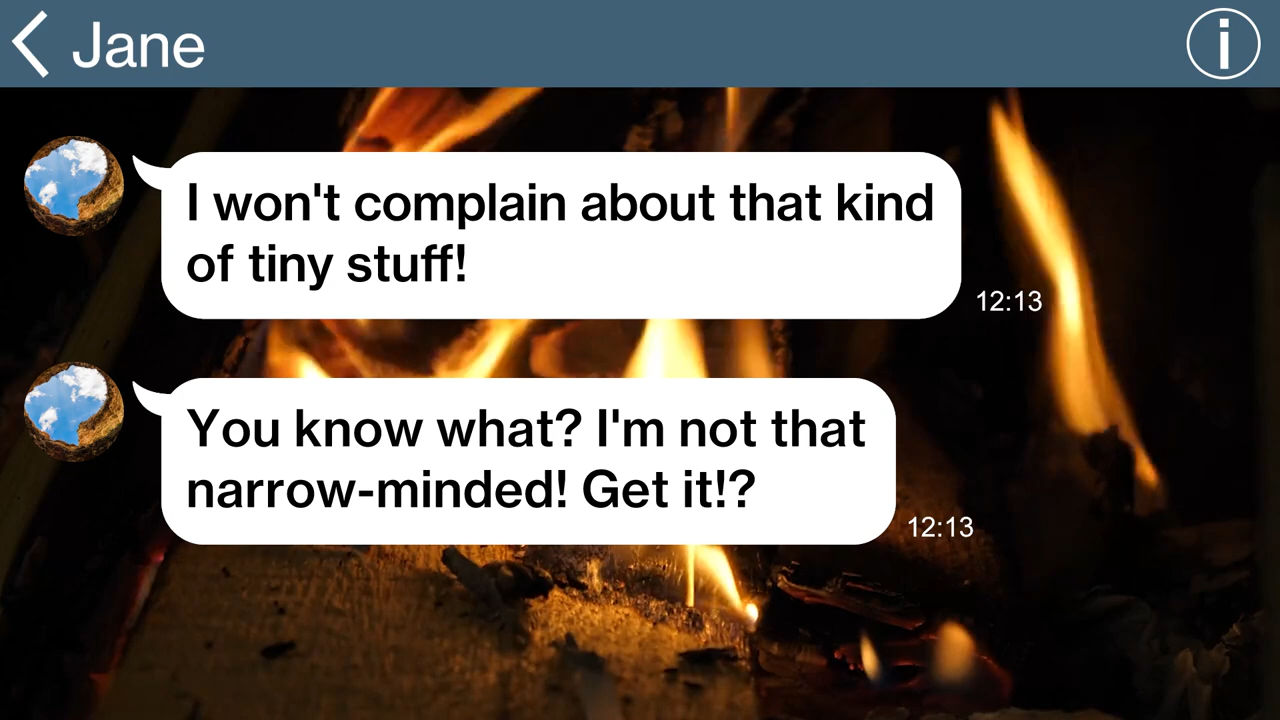 Jane
I won't complain about that kind
of tiny stuff!
12:13
You know what? I'm not that
narrow-minded! Get it!?
12:13